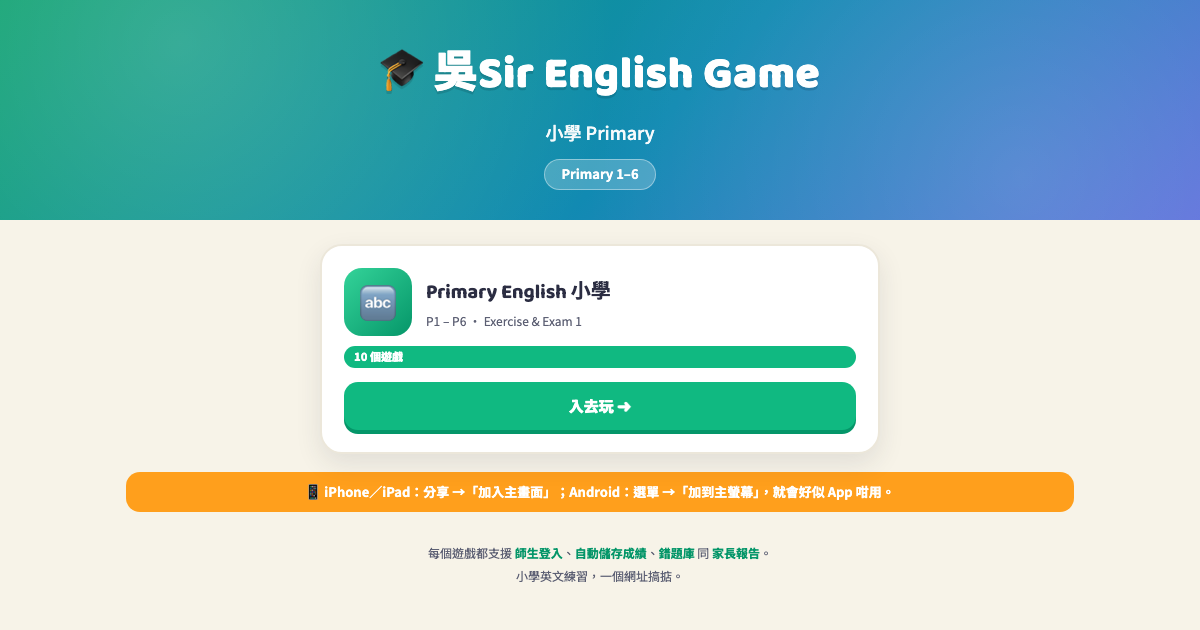 🎓 吳Sir English Game
小學 Primary
Primary 1–6
abc
Primary English 小學
P1 – P6 · Exercise & Exam 1
10 個遊戲
入去玩 ➜
📱 iPhone／iPad：分享 →「加入主畫面」；Android：選單 →「加到主螢幕」，就會好似 App 咁用。
每個遊戲都支援 師生登入、自動儲存成績、錯題庫 同 家長報告。
小學英文練習，一個網址搞掂。